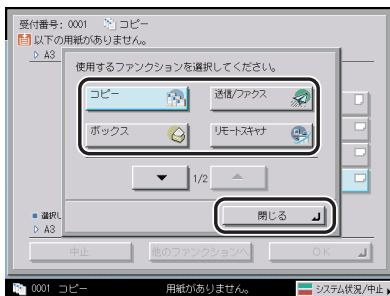 受付番号: 0001 コピー
以下の用紙がありません。
A3
使用するファンクションを選択してください。
コピー
送信/ファクス
ボックス
リモートスキャナ
1/2
選択し
閉じる
A3
中止
他のファンクションへ
OK
0001 コピー
用紙がありません。
システム状況/中止